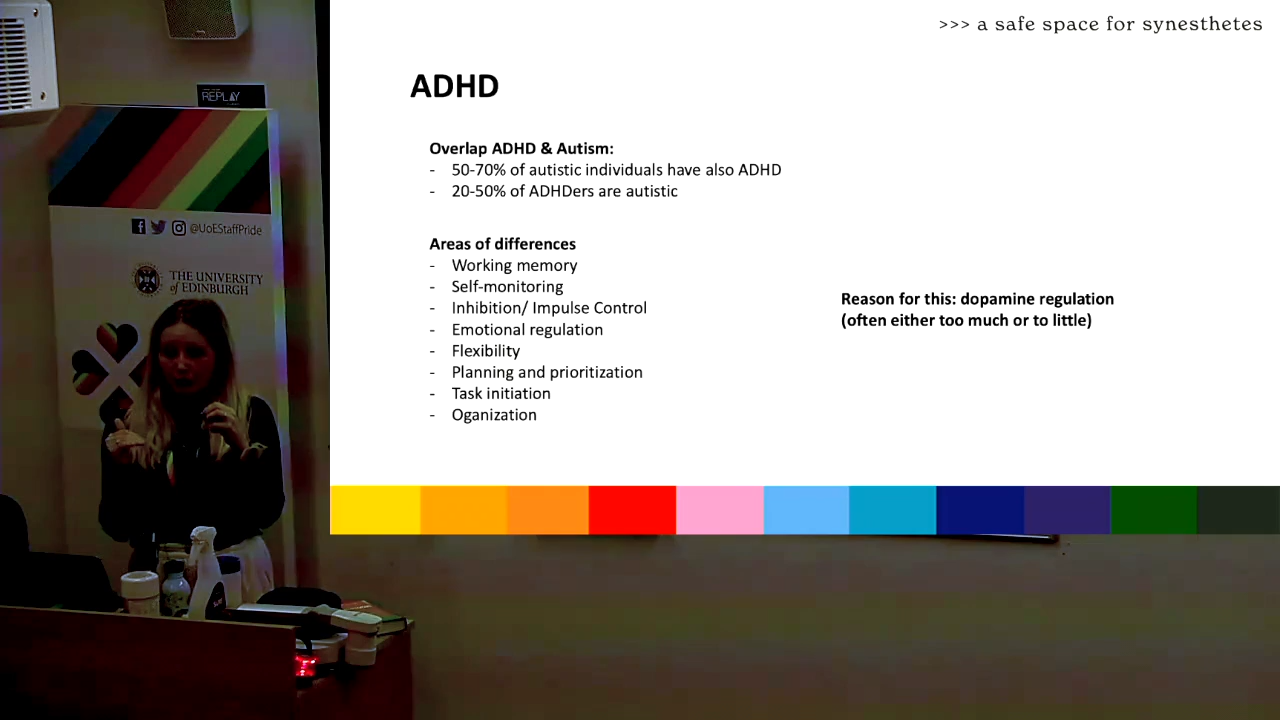 >>> a safe space for synesthetes
ADHD
Overlap ADHD & Autism:
- 50-70% of autistic individuals have also ADHD
- 20-50% of ADHDers are autistic
Areas of differences
- Working memory
- Self-monitoring
- Inhibition/ Impulse Control
- Emotional regulation
- Flexibility
- Planning and prioritization
- Task initiation
- Oganization
Reason for this: dopamine regulation
(often either too much or to little)
REPLAY
@UoEStaffPride
THE UNIVERSITY
of EDINBURGH